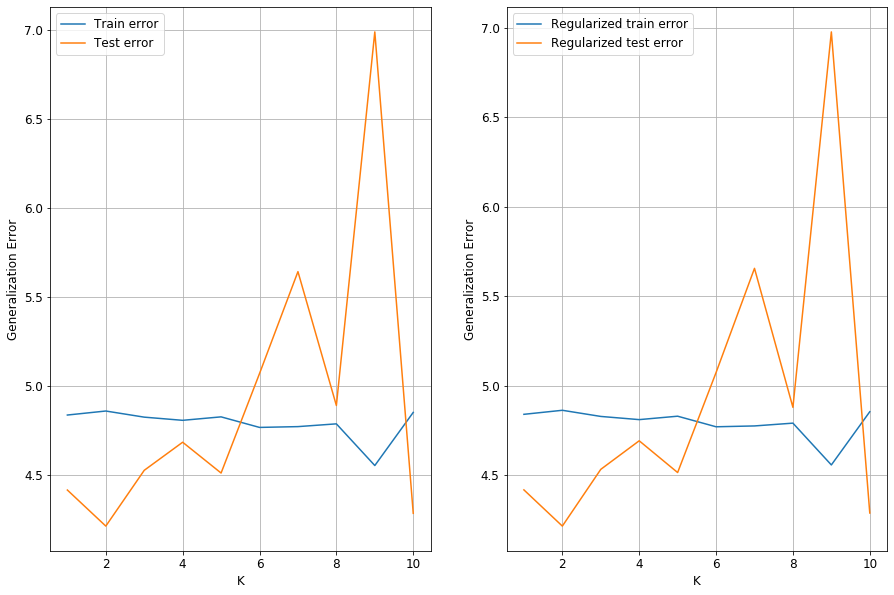 Train error
Test error
7.0
6.5
6.0
5.5
5.0
4.5
Generalization Error
2
4
6
8
10
K
Regularized train error
Regularized test error
7.0
6.5
6.0
5.5
5.0
4.5
Generalization Error
2
4
6
8
10
K